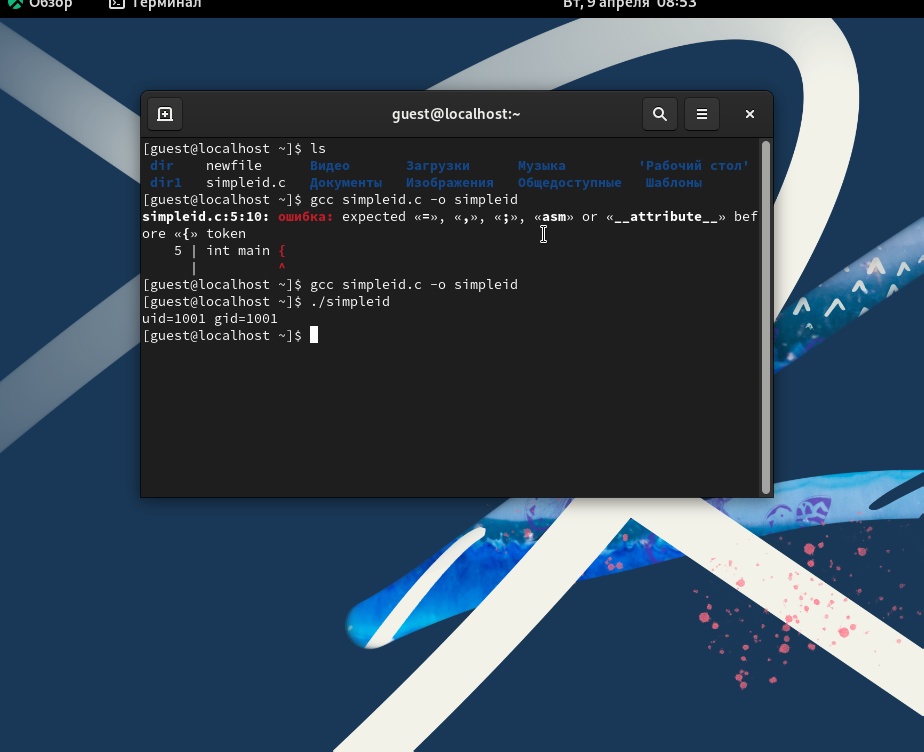 Обзор Терминал Вт, 9 апреля 08:53
guest@localhost:~
[guest@localhost ~]$ ls
dir newfile Видео Загрузки Музыка 'Рабочий стол'
dir1 simpleid.c Документы Изображения Общедоступные Шаблоны
[guest@localhost ~]$ gcc simpleid.c -o simpleid
simpleid.c:5:10: ошибка: expected «=», «,», «;», «asm» or «__attribute__» bef
ore «{» token
5 | int main {
| ^
[guest@localhost ~]$ gcc simpleid.c -o simpleid
[guest@localhost ~]$ ./simpleid
uid=1001 gid=1001
[guest@localhost ~]$